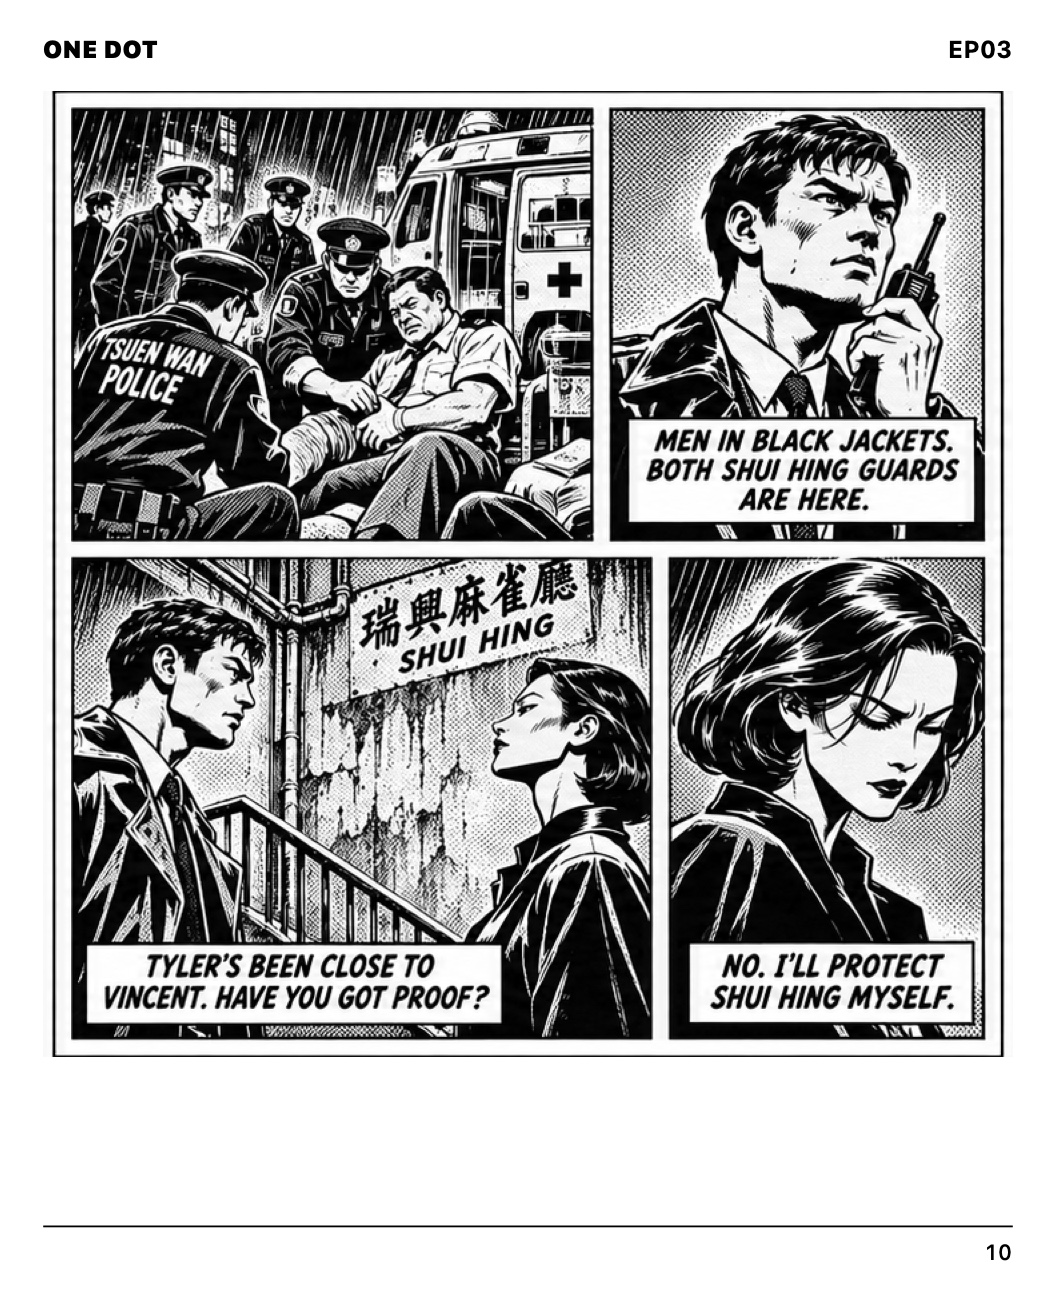 ONE DOT
EP03
TSUEN WAN
POLICE
MEN IN BLACK JACKETS.
BOTH SHUI HING GUARDS
ARE HERE.
瑞興麻雀廳
SHUI HING
TYLER'S BEEN CLOSE TO
VINCENT. HAVE YOU GOT PROOF?
NO. I'LL PROTECT
SHUI HING MYSELF.
10